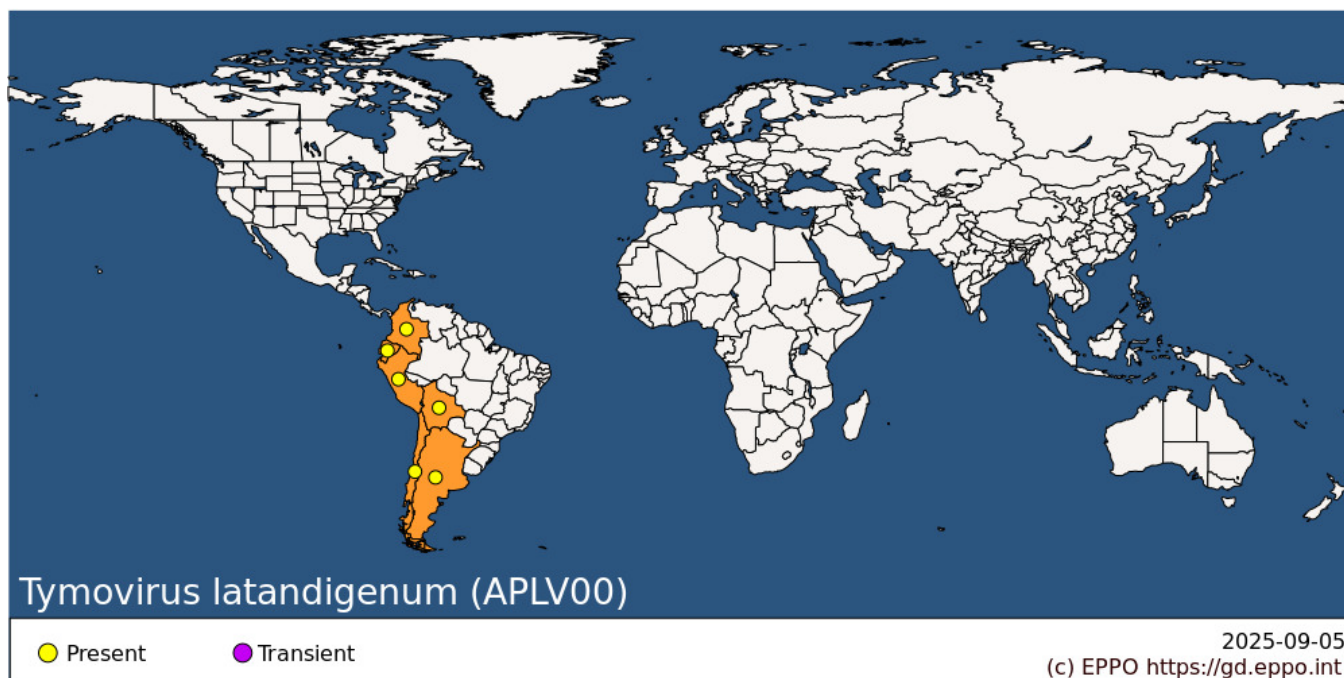 Tymovirus latandigenum (APLV00)
Present
Transient
2025-09-05
(c) EPPO https://gd.eppo.int